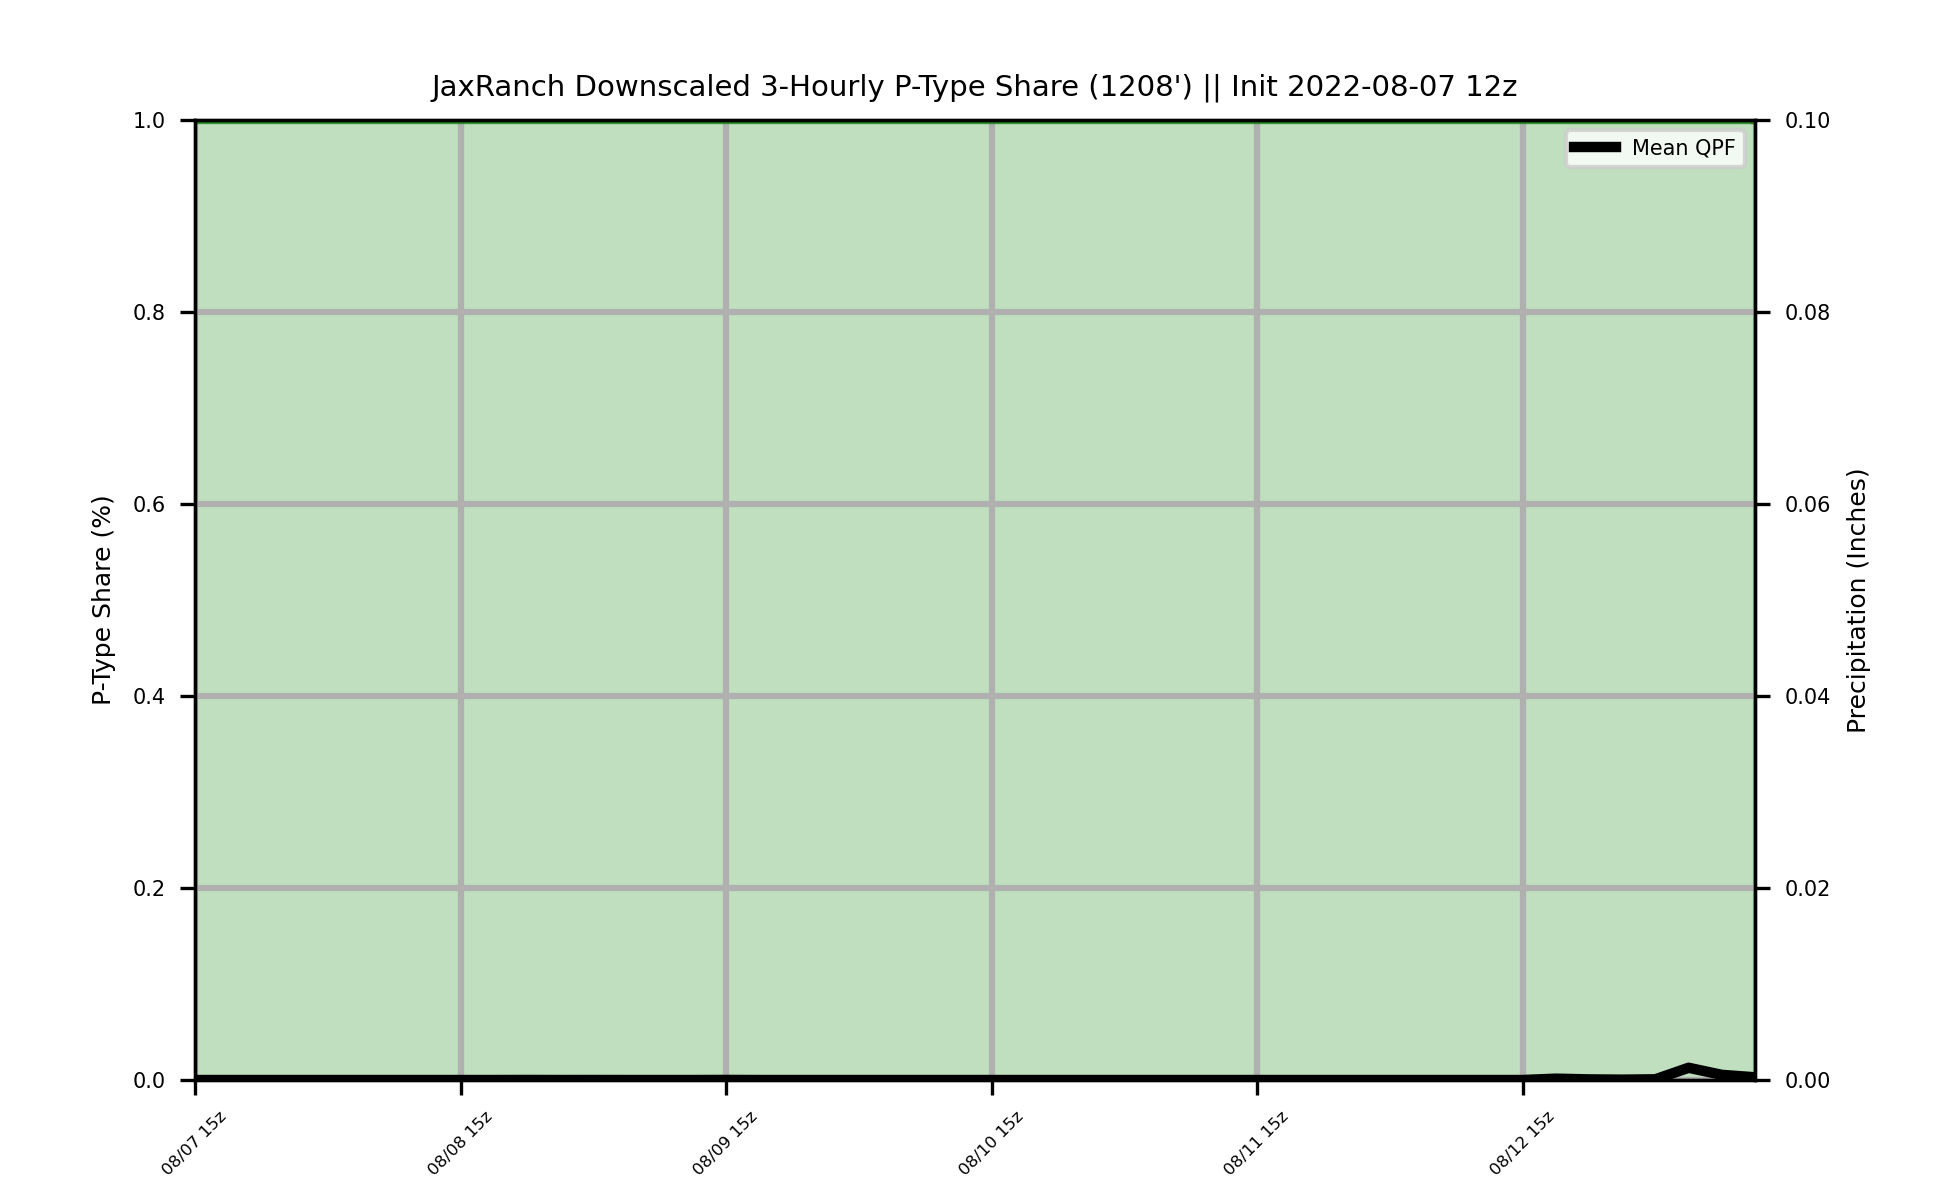 JaxRanch Downscaled 3-Hourly P-Type Share (1208') || Init 2022-08-07 12z
Mean QPF
P-Type Share (%)
1.0
0.8
0.6
0.4
0.2
0.0
0.10
0.08
0.06
0.04
0.02
0.00
Precipitation (Inches)
08/07 15z
08/08 15z
08/09 15z
08/10 15z
08/11 15z
08/12 15z